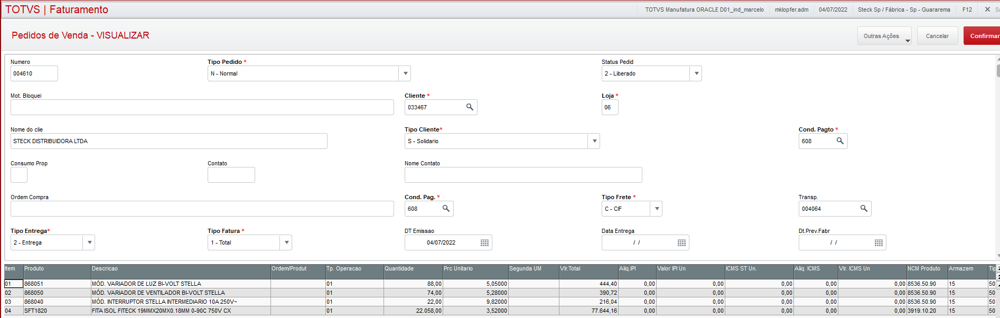 TOTVS | Faturamento
TOTVS Manufatura ORACLE D01_ind_marcelo mklopfer.adm 04/07/2022 Steck Sp / Fábrica - Sp - Guararema F12 ✕
Pedidos de Venda - VISUALIZAR
Outras Ações Cancelar Confirmar
Numero Tipo Pedido * Status Pedid
004610 N - Normal 2 - Liberado
Mot. Bloquei Cliente * Loja *
033467 06
Nome do clie Tipo Cliente* Cond. Pagto *
STECK DISTRIBUIDORA LTDA S - Solidario 608
Consumo Prop Contato Nome Contato
Ordem Compra Cond. Pag. * Tipo Frete * Transp.
608 C - CIF 004064
Tipo Entrega* Tipo Fatura * DT Emissao Data Entrega Dt.Prev.Fabr
2 - Entrega 1 - Total 04/07/2022 / / / /
Item Produto Descricao Ordem/Produt Tp. Operacao Quantidade Prc Unitario Segunda UM Vlr.Total Aliq.IPI Valor IPI Un ICMS ST Un. Aliq. ICMS Vlr. ICMS Un NCM Produto Armazem Tip
01 868051 MÓD. VARIADOR DE LUZ BI-VOLT STELLA 01 88,00 5,05000 444,40 0,00 0,00 0,00 0,00 0,00 8536.50.90 15 50
02 868050 MÓD. VARIADOR DE VENTILADOR BI-VOLT STELLA 01 74,00 5,28000 390,72 0,00 0,00 0,00 0,00 0,00 8536.50.90 15 50
03 868040 MÓD. INTERRUPTOR STELLA INTERMEDIARIO 10A 250V~ 01 22,00 9,82000 216,04 0,00 0,00 0,00 0,00 0,00 8536.50.90 15 50
04 SFT1820 FITA ISOL FITECK 19MMX20MX0.18MM 0-90C 750V CX 01 22.058,00 3,52000 77.644,16 0,00 0,00 0,00 0,00 0,00 3919.10.20 15 50